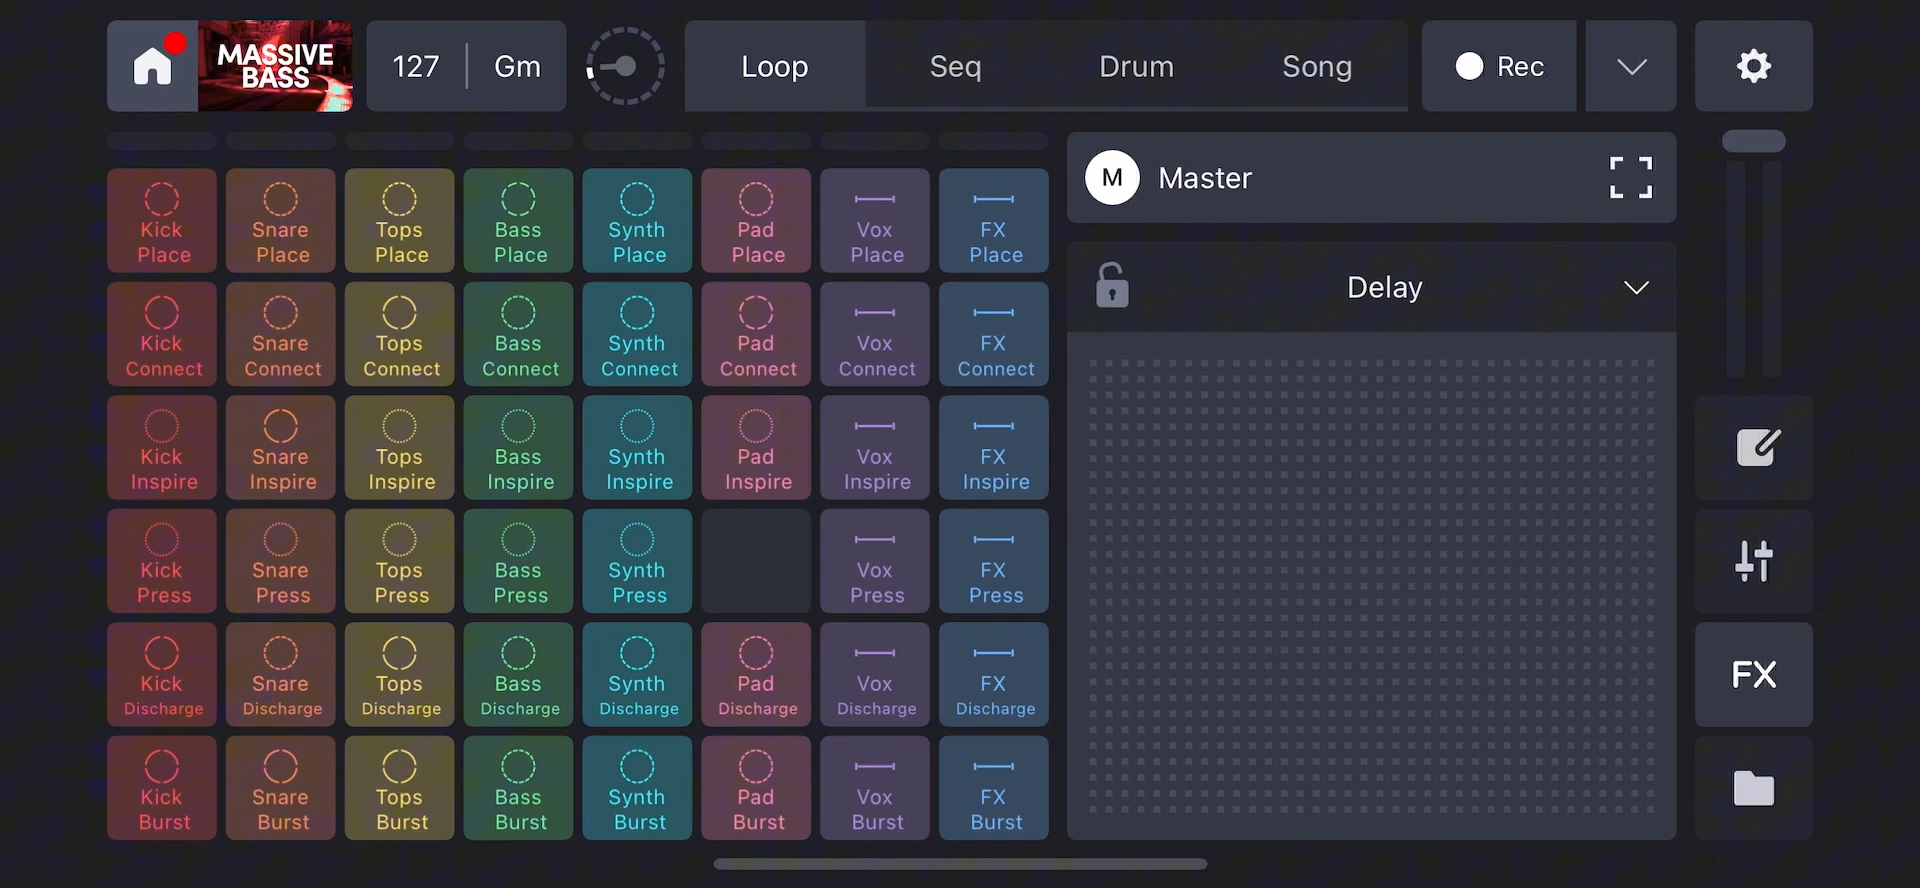 MASSIVE
BASS
127 Gm
Loop Seq Drum Song
Rec
Kick Place
Snare Place
Tops Place
Bass Place
Synth Place
Pad Place
Vox Place
FX Place
M Master
Delay
Kick Connect
Snare Connect
Tops Connect
Bass Connect
Synth Connect
Pad Connect
Vox Connect
FX Connect
Kick Inspire
Snare Inspire
Tops Inspire
Bass Inspire
Synth Inspire
Pad Inspire
Vox Inspire
FX Inspire
Kick Press
Snare Press
Tops Press
Bass Press
Synth Press
Vox Press
FX Press
Kick Discharge
Snare Discharge
Tops Discharge
Bass Discharge
Synth Discharge
Pad Discharge
Vox Discharge
FX Discharge
FX
Kick Burst
Snare Burst
Tops Burst
Bass Burst
Synth Burst
Pad Burst
Vox Burst
FX Burst